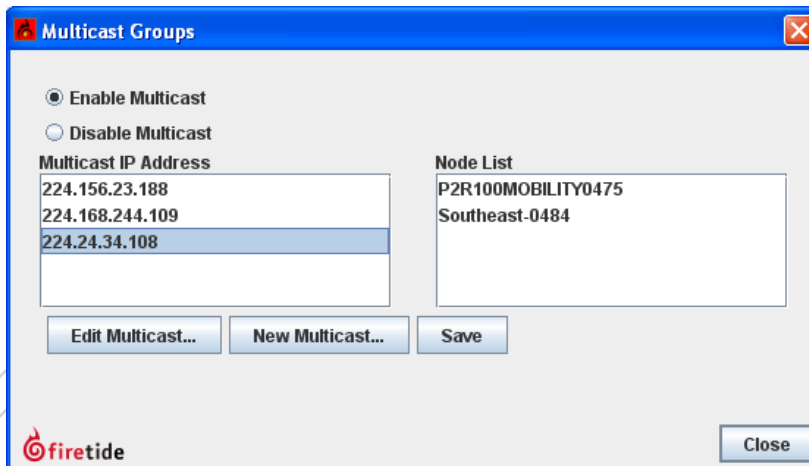 Multicast Groups
Enable Multicast
Disable Multicast
Multicast IP Address
224.156.23.188
224.168.244.109
224.24.34.108
Node List
P2R100MOBILITY0475
Southeast-0484
Edit Multicast...
New Multicast...
Save
firetide
Close